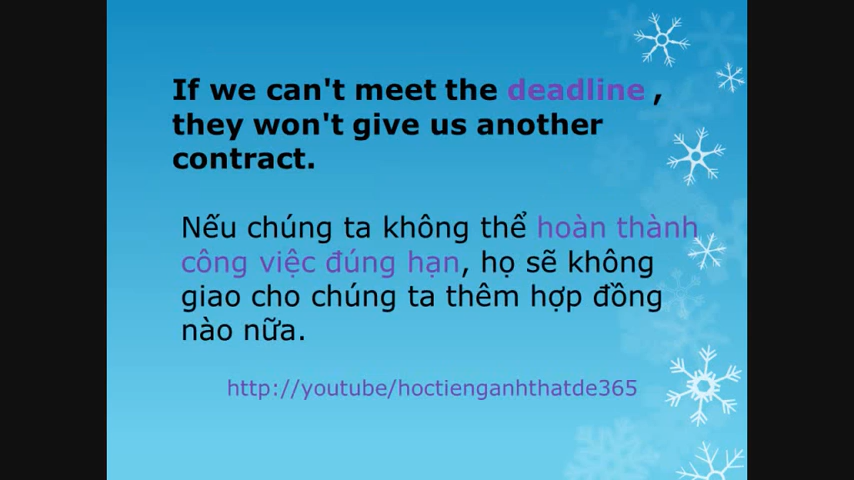 If we can't meet the deadline ,
they won't give us another
contract.
Nếu chúng ta không thể hoàn thành
công việc đúng hạn, họ sẽ không
giao cho chúng ta thêm hợp đồng
nào nữa.
http://youtube/hoctienganhthatde365